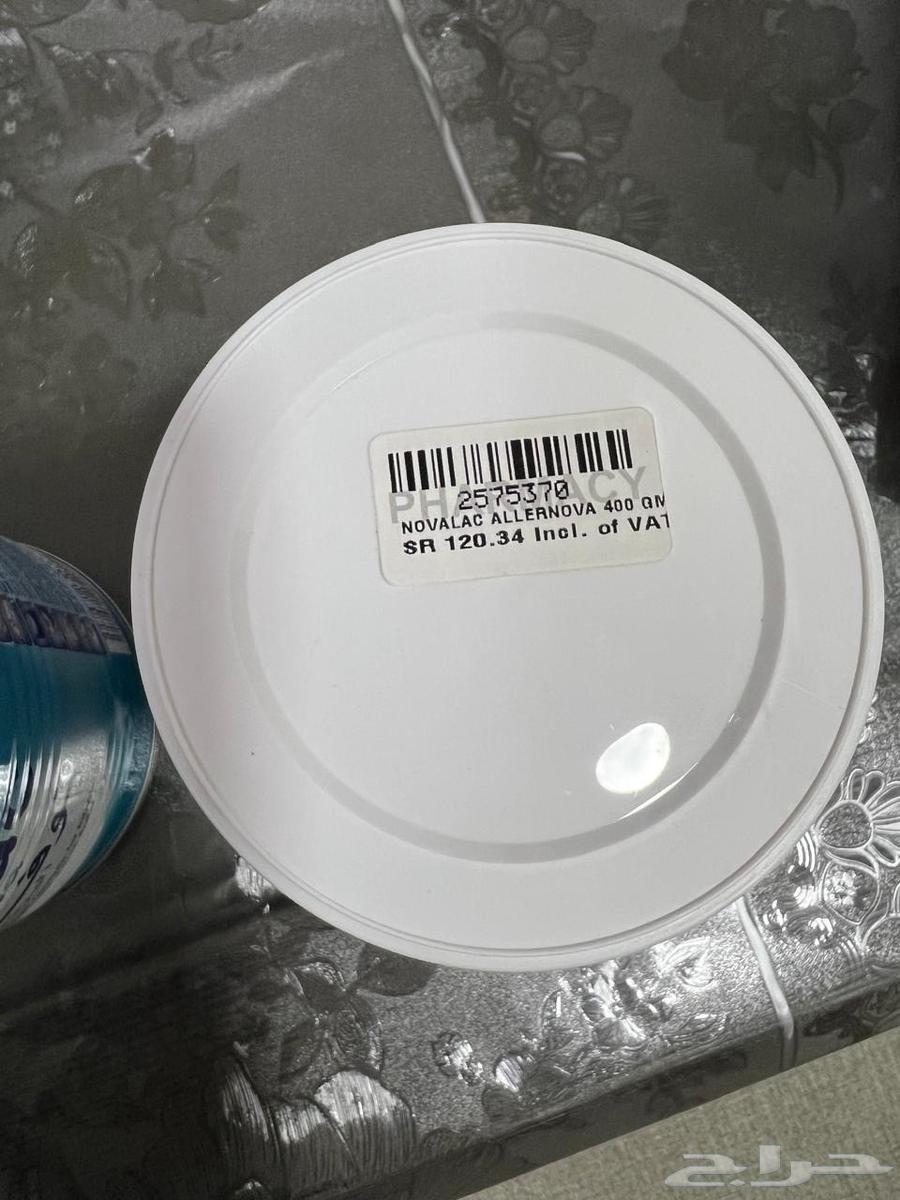 PHARMACY
2575370
NOVALAC ALLERNOVA 400 GM
SR 120.34 Incl. of VAT
حراج